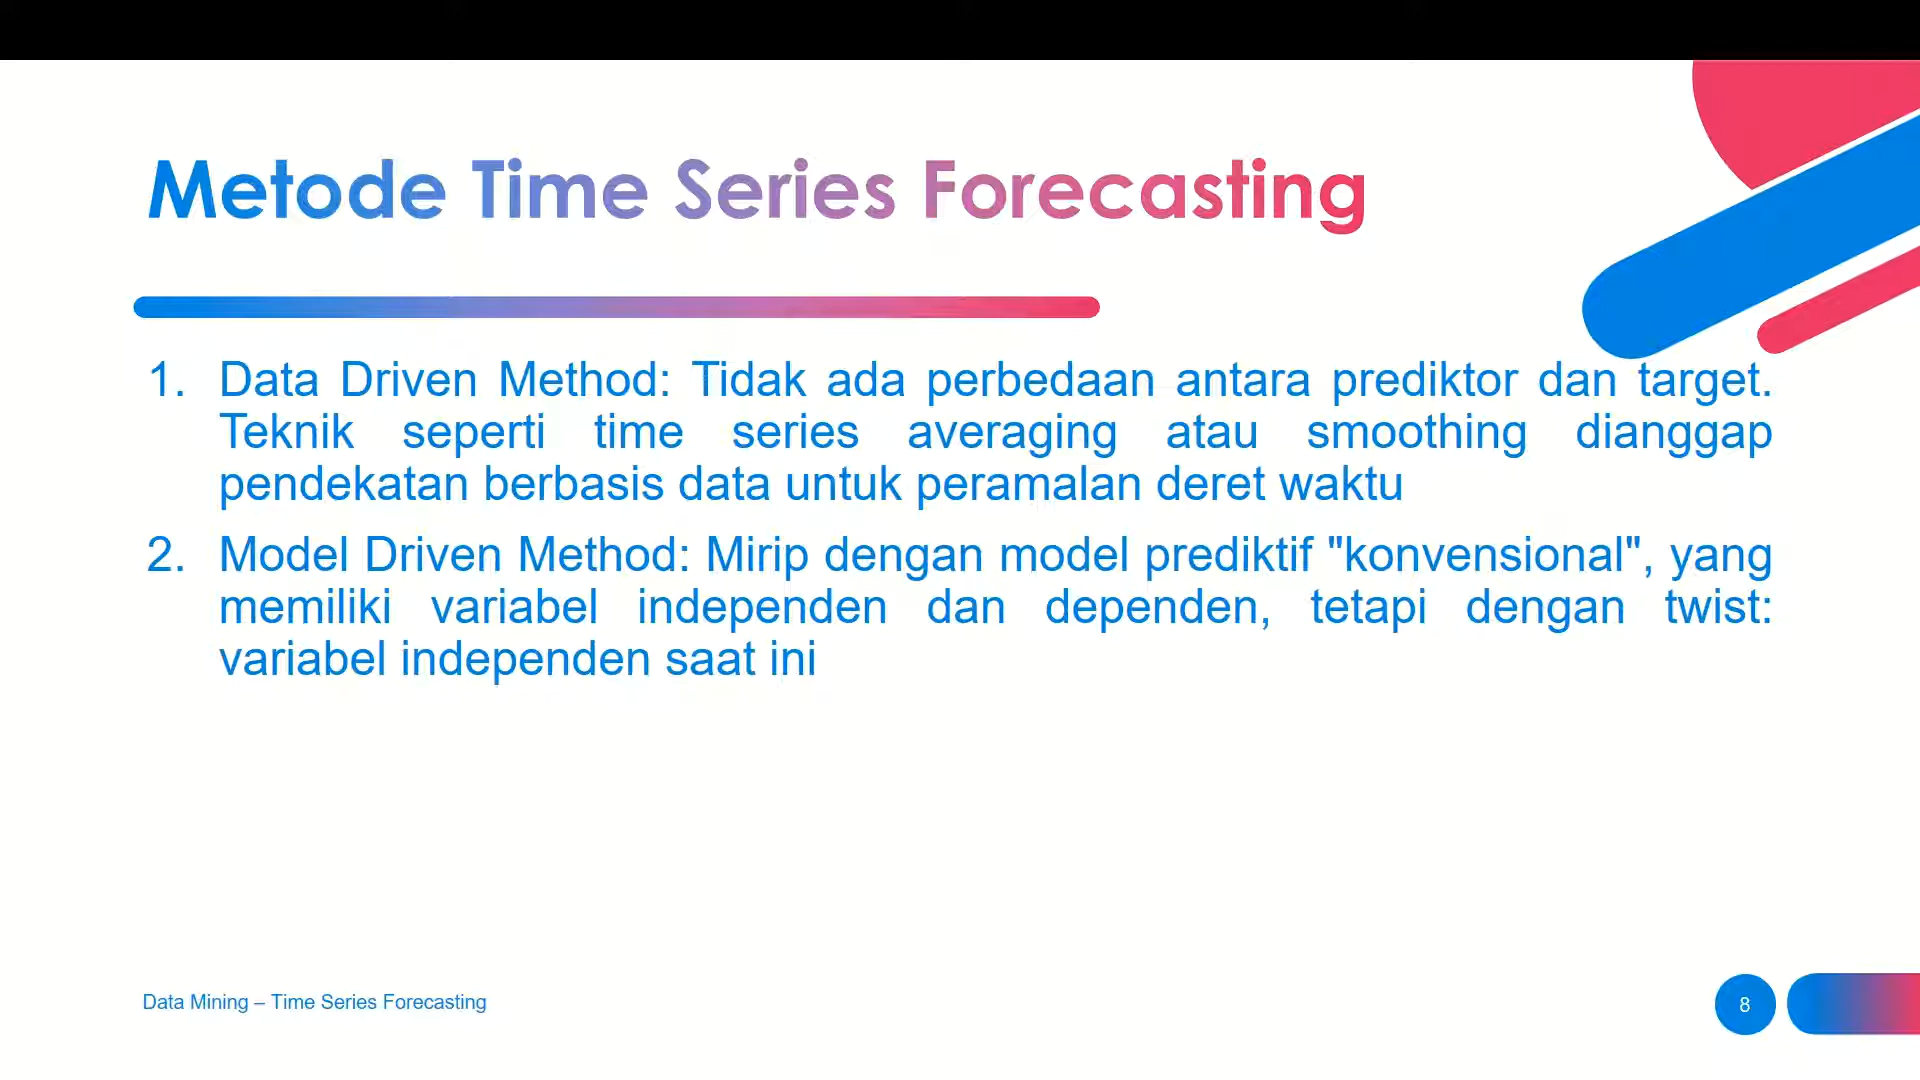 Metode Time Series Forecasting
1. Data Driven Method: Tidak ada perbedaan antara prediktor dan target.
Teknik seperti time series averaging atau smoothing dianggap
pendekatan berbasis data untuk peramalan deret waktu
2. Model Driven Method: Mirip dengan model prediktif "konvensional", yang
memiliki variabel independen dan dependen, tetapi dengan twist:
variabel independen saat ini
Data Mining – Time Series Forecasting
8